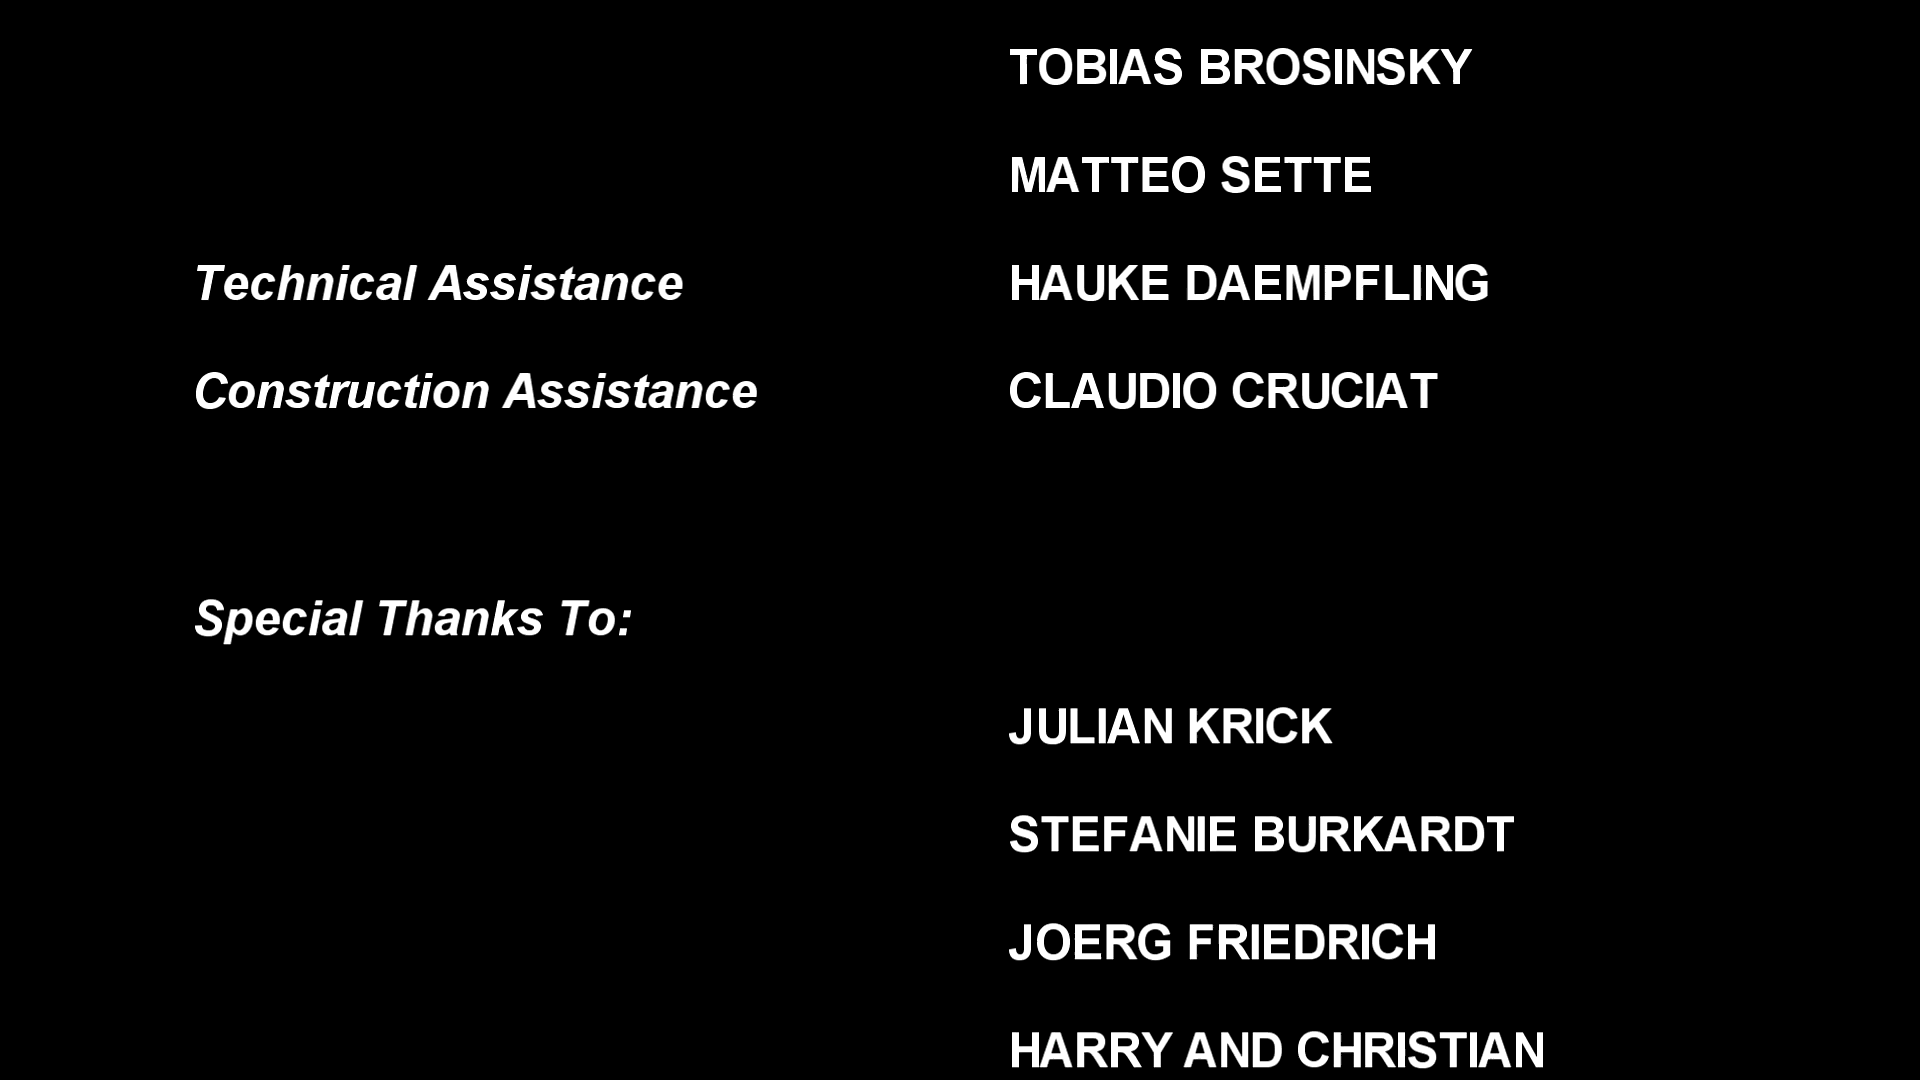 TOBIAS BROSINSKY
MATTEO SETTE
Technical Assistance HAUKE DAEMPFLING
Construction Assistance CLAUDIO CRUCIAT
Special Thanks To:
JULIAN KRICK
STEFANIE BURKARDT
JOERG FRIEDRICH
HARRY AND CHRISTIAN